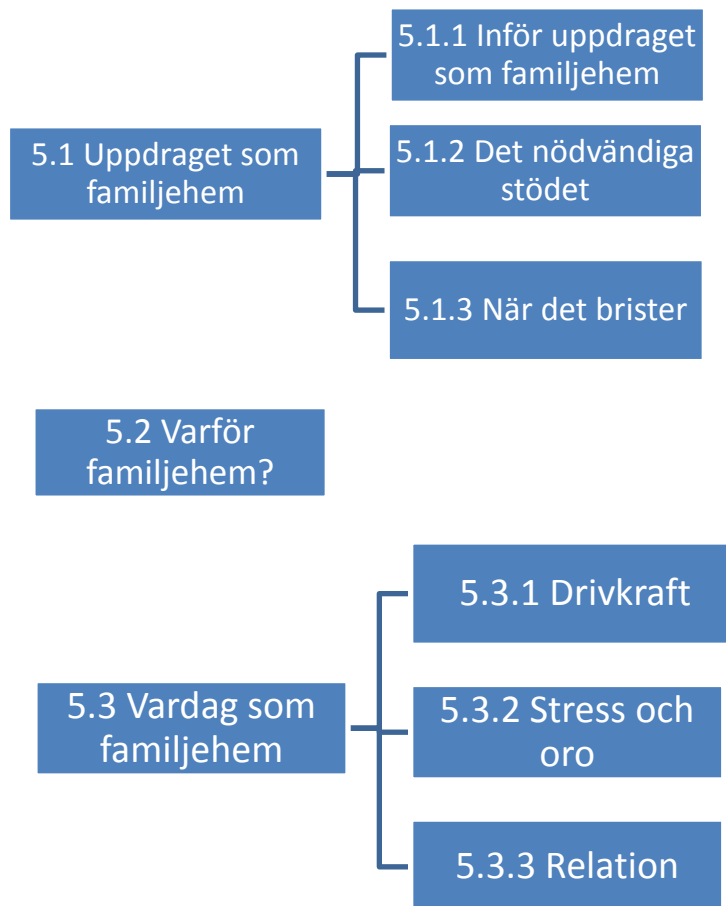 5.1 Uppdraget som
familjehem
5.1.1 Inför uppdraget
som familjehem
5.1.2 Det nödvändiga
stödet
5.1.3 När det brister
5.2 Varför
familjehem?
5.3 Vardag som
familjehem
5.3.1 Drivkraft
5.3.2 Stress och
oro
5.3.3 Relation